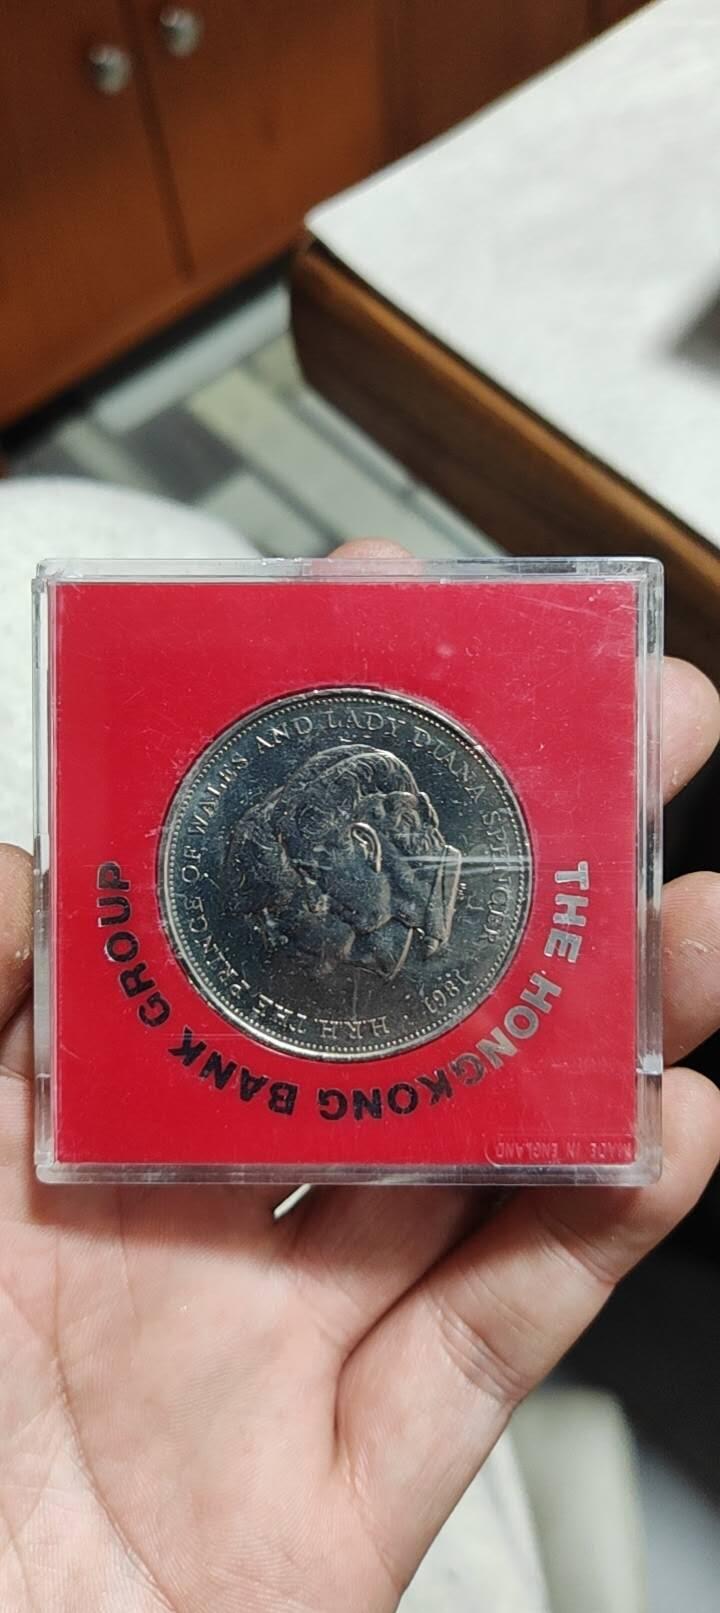 THE HONGKONG BANK GROUP
H.R.H. THE PRINCE OF WALES AND LADY DIANA SPENCER 1981
MADE IN ENGLAND